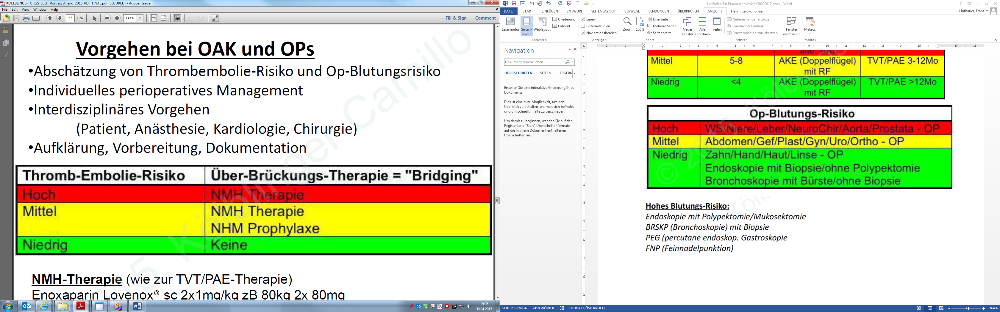 KOELBLINGER_C_IGS_Buch_Vortrag_Alland_2015_PDF_FINAL.pdf (SECURED) - Adobe Reader
File Edit View Window Help
57 / 87 147% Fill & Sign Comment
Vorgehen bei OAK und OPs
•Abschätzung von Thrombembolie-Risiko und Op-Blutungsrisiko
•Individuelles perioperatives Management
•Interdisziplinäres Vorgehen
(Patient, Anästhesie, Kardiologie, Chirurgie)
•Aufklärung, Vorbereitung, Dokumentation
Thromb-Embolie-Risiko Über-Brückungs-Therapie = "Bridging"
Hoch NMH Therapie
Mittel NMH Therapie
NHM Prophylaxe
Niedrig Keine
NMH-Therapie (wie zur TVT/PAE-Therapie)
Enoxaparin Lovenox® sc 2x1mg/kg zB 80kg 2x 80mg
19:36
30.04.2017
Leitfaden für Präanästhesievisite30042017.docx - Word
DATEI START EINFÜGEN ENTWURF SEITENLAYOUT VERWEISE SENDUNGEN ÜBERPRÜFEN ANSICHT Heilmittelökonomie Hofbauer, Franz
Lesemodus Seiten-layout Weblayout Gliederung Entwurf
Ansichten
Lineal
Gitternetzlinien
Navigationsbereich
Anzeigen
Zoom 100% Eine Seite
Mehrere Seiten
Seitenbreite
Zoom
Neues Fenster Alle anordnen Teilen
Nebeneinander anzeigen
Synchroner Bildlauf
Fensterposition zurücksetzen
Fenster wechseln
Fenster
Makros
Makros
Navigation
Dokument durchsuchen
ÜBERSCHRIFTEN SEITEN ERGEBN
Erstellen Sie eine interaktive Gliederung Ihres
Dokuments.
Dies ist eine gute Möglichkeit, um den
Überblick zu behalten, wo man sich befindet,
und um schnell Inhalte zu verschieben.
Um damit zu beginnen, wenden Sie auf der
Registerkarte "Start" Überschriftenformate
auf die in Ihrem Dokument enthaltenen
Überschriften an.
alte AKE
Mittel 5-8 AKE (Doppelflügel) TVT/PAE 3-12Mo
mit RF
Niedrig <4 AKE (Doppelflügel) TVT/PAE >12Mo
mit RF
Op-Blutungs-Risiko
Hoch WS/Niere/Leber/NeuroChir/Aorta/Prostata - OP
Mittel Abdomen/Gef/Plast/Gyn/Uro/Ortho - OP
Niedrig Zahn/Hand/Haut/Linse - OP
Endoskopie mit Biopsie/ohne Polypektomie
Bronchoskopie mit Bürste/ohne Biopsie
Hohes Blutungs-Risiko:
Endoskopie mit Polypektomie/Mukosektomie
BRSKP (Bronchoskopie) mit Biopsie
PEG (percutane endoskop. Gastroskopie
FNP (Feinnadelpunktion)
SEITE 23 VON 26 2419 WÖRTER DEUTSCH (ÖSTERREICH) 164%